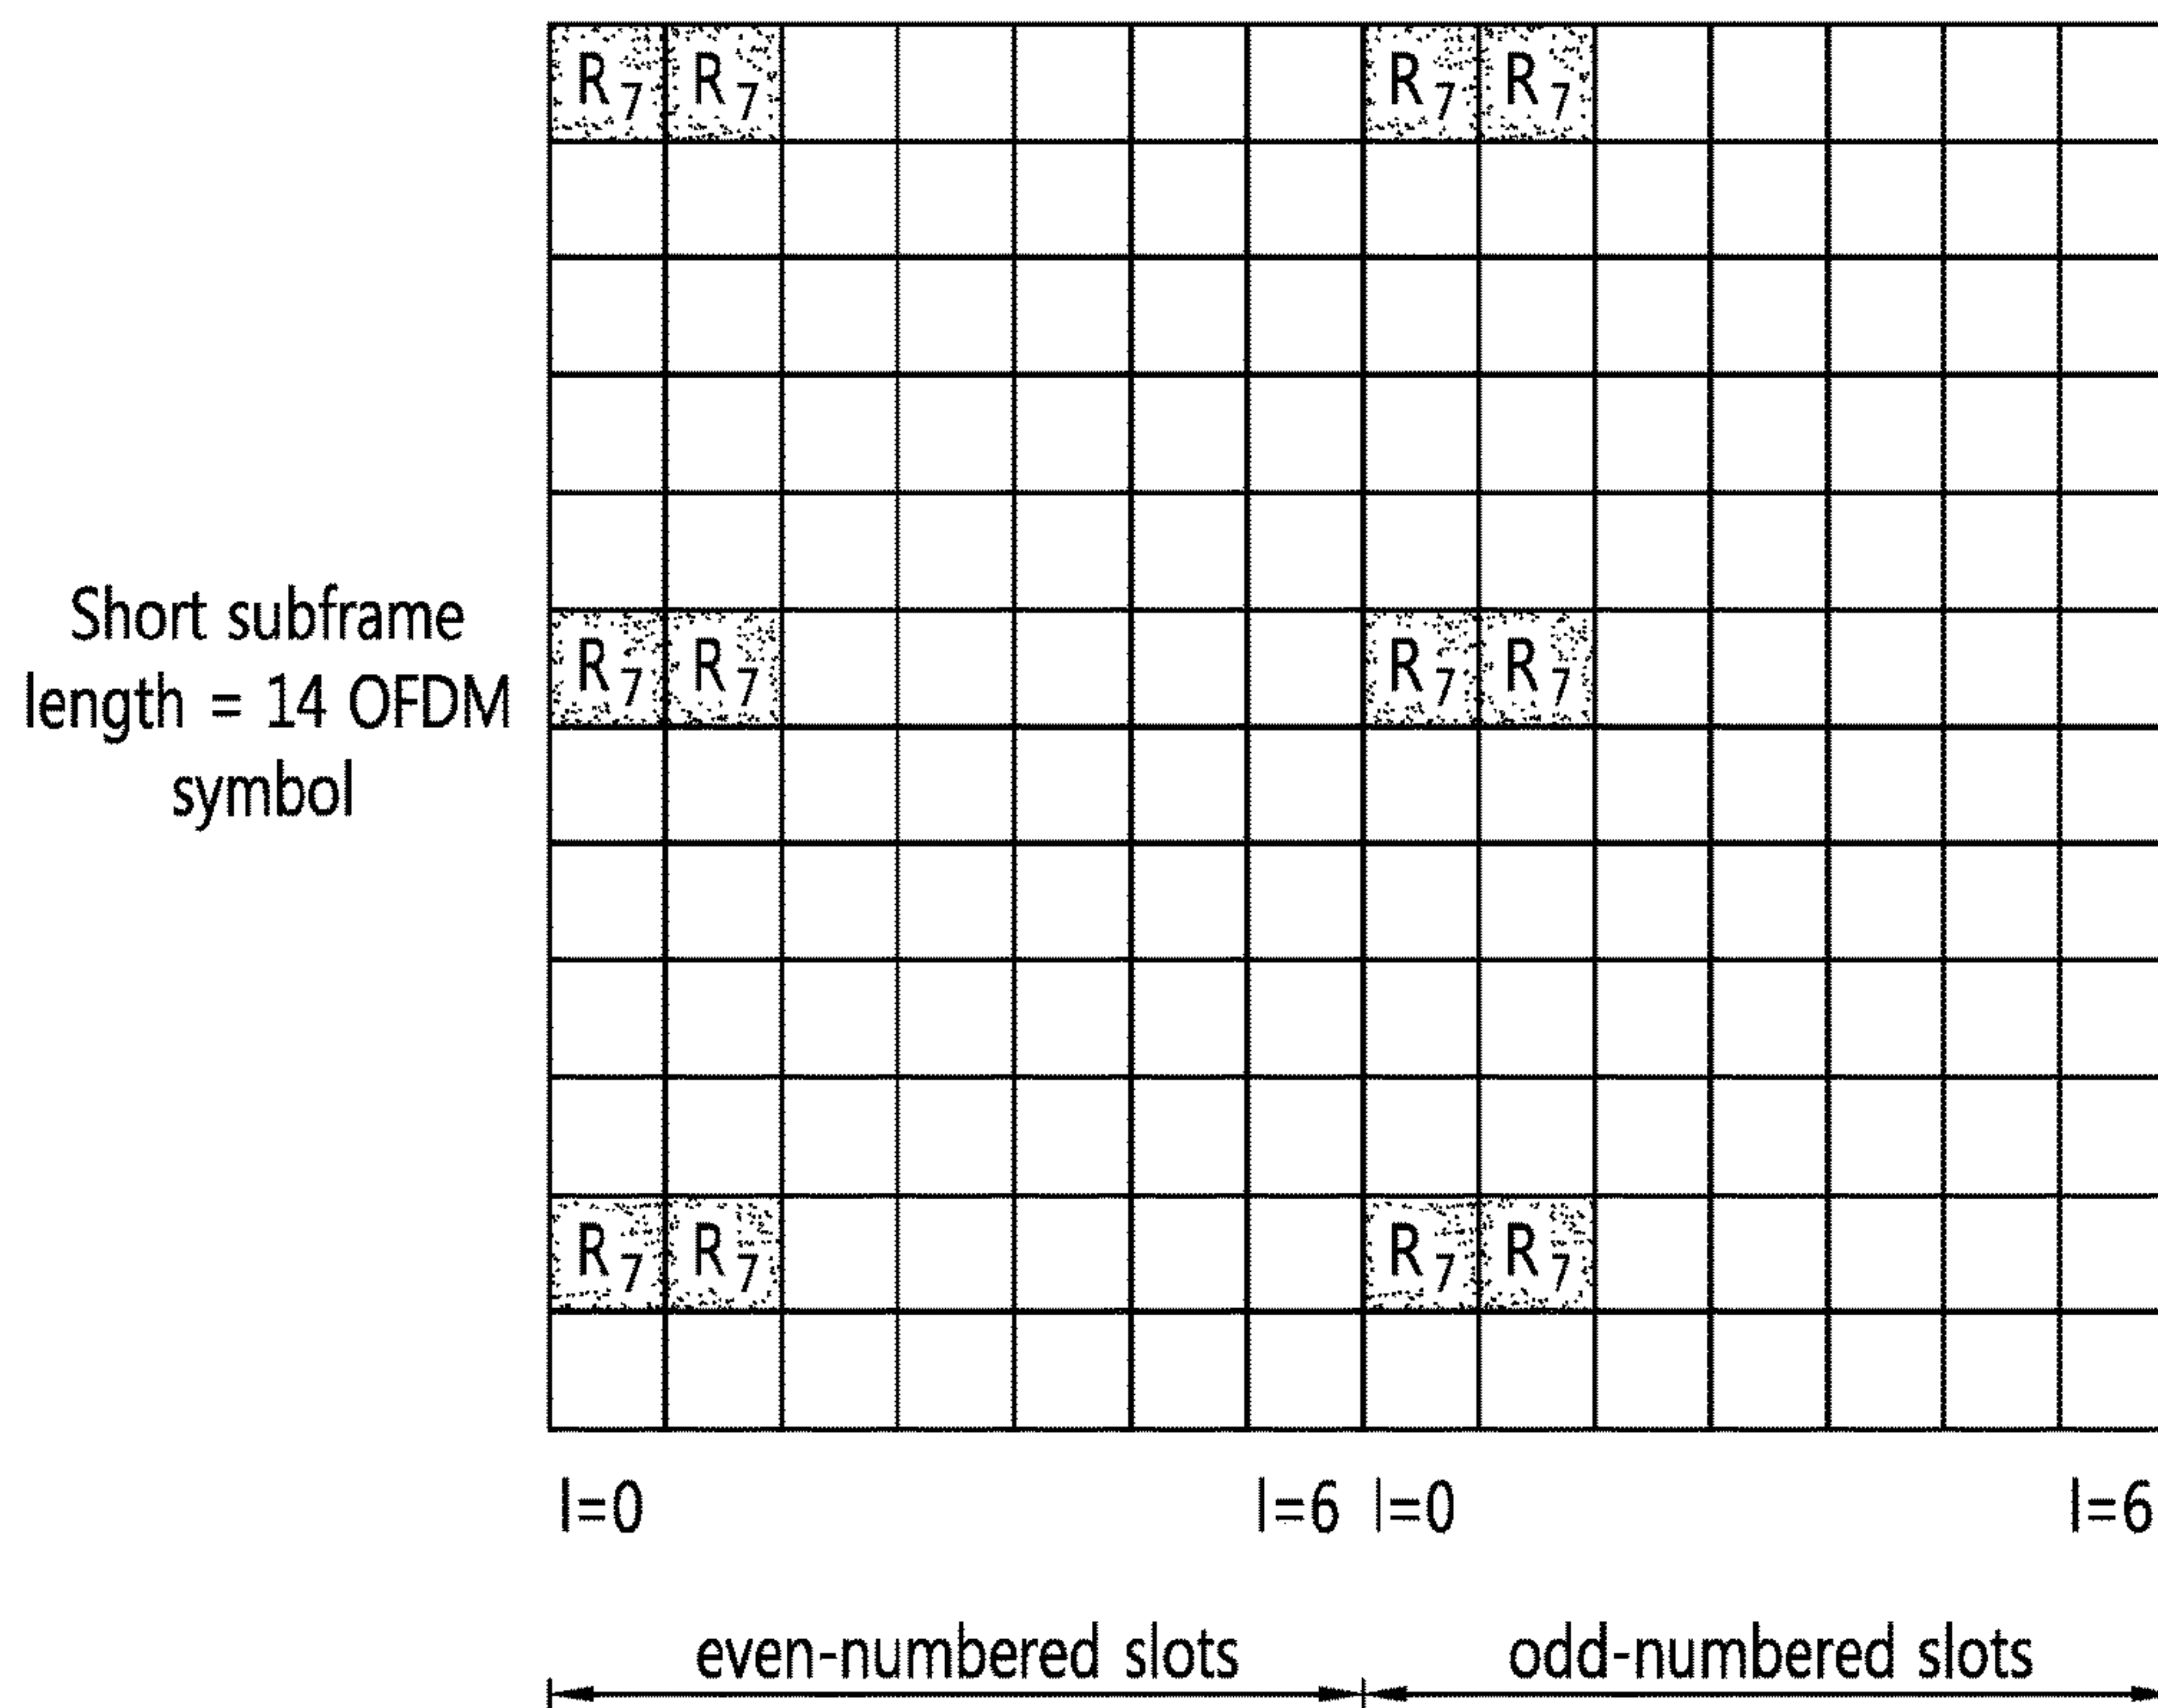 R7 R7 R7 R7
Short subframe
length = 14 OFDM
symbol
R7 R7 R7 R7
R7 R7 R7 R7
l=0 l=6 l=0 l=6
even-numbered slots odd-numbered slots